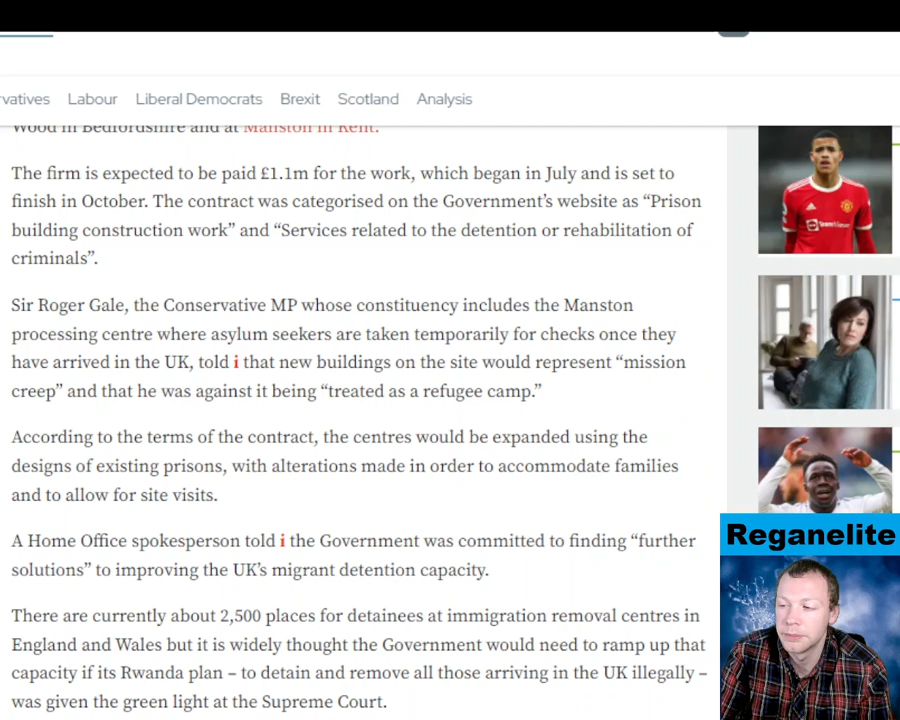 vatives Labour Liberal Democrats Brexit Scotland Analysis
Wood in Bedfordshire and at Manston in Kent.
The firm is expected to be paid £1.1m for the work, which began in July and is set to
finish in October. The contract was categorised on the Government’s website as “Prison
building construction work” and “Services related to the detention or rehabilitation of
criminals”.
Sir Roger Gale, the Conservative MP whose constituency includes the Manston
processing centre where asylum seekers are taken temporarily for checks once they
have arrived in the UK, told i that new buildings on the site would represent “mission
creep” and that he was against it being “treated as a refugee camp.”
According to the terms of the contract, the centres would be expanded using the
designs of existing prisons, with alterations made in order to accommodate families
and to allow for site visits.
A Home Office spokesperson told i the Government was committed to finding “further
solutions” to improving the UK’s migrant detention capacity.
There are currently about 2,500 places for detainees at immigration removal centres in
England and Wales but it is widely thought the Government would need to ramp up that
capacity if its Rwanda plan – to detain and remove all those arriving in the UK illegally –
was given the green light at the Supreme Court.
Reganelite